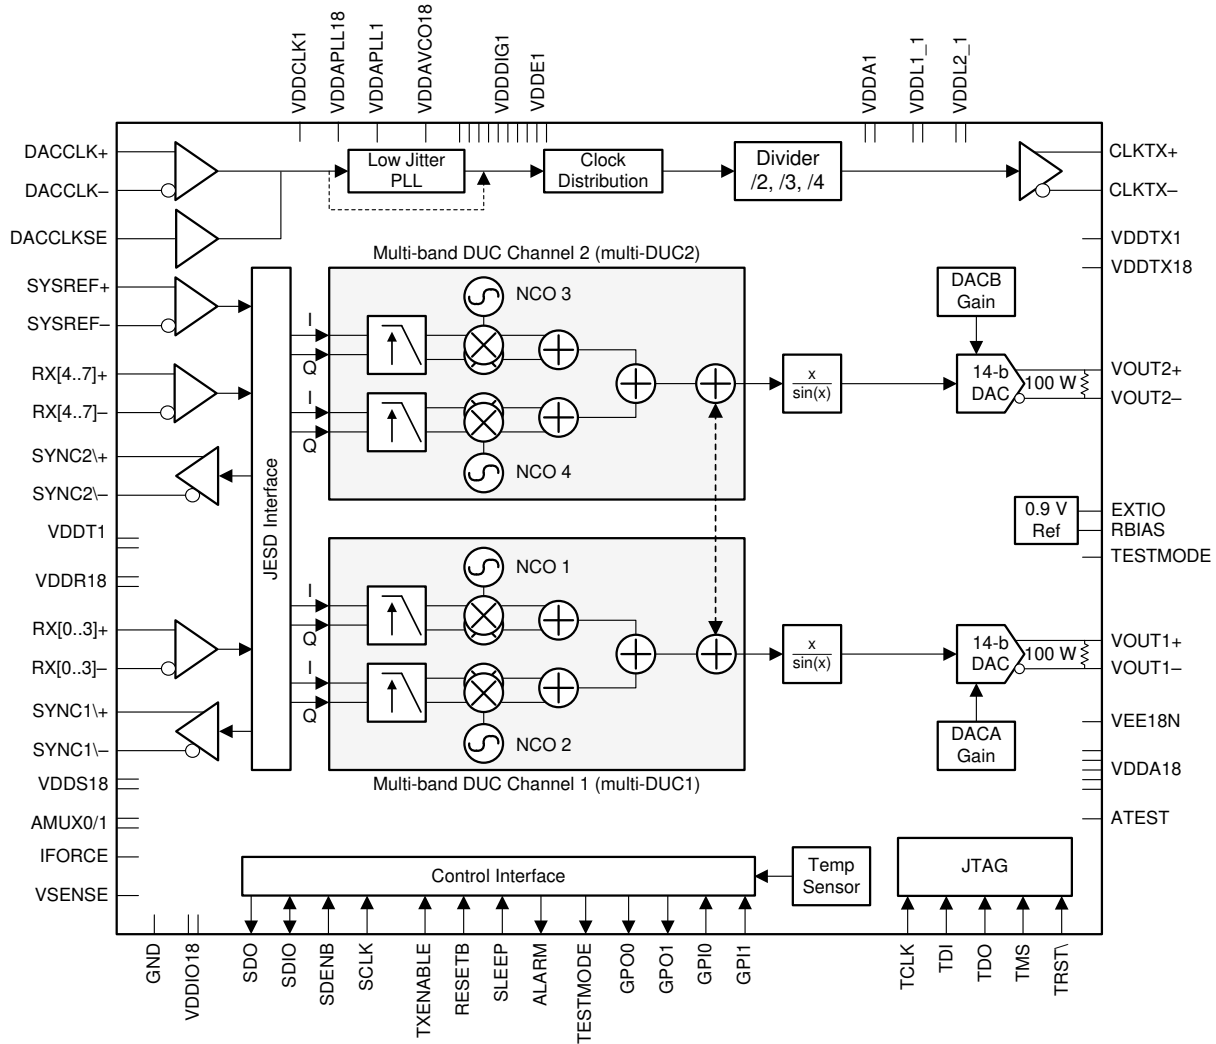 VDDCLK1
VDDAPLL18
VDDAPLL1
VDDAVCO18
VDDDIG1
VDDE1
VDDA1
VDDL1_1
VDDL2_1
DACCLK+
DACCLK–
DACCLKSE
SYSREF+
SYSREF–
RX[4..7]+
RX[4..7]–
SYNC2\+
SYNC2\–
VDDT1
VDDR18
RX[0..3]+
RX[0..3]–
SYNC1\+
SYNC1\–
VDDS18
AMUX0/1
IFORCE
VSENSE
Low Jitter
PLL
Clock
Distribution
Divider
/2, /3, /4
CLKTX+
CLKTX–
VDDTX1
VDDTX18
JESD Interface
Multi-band DUC Channel 2 (multi-DUC2)
NCO 3
I
Q
I
Q
NCO 4
x
sin(x)
DACB
Gain
14-b
DAC
100 W
VOUT2+
VOUT2–
0.9 V
Ref
EXTIO
RBIAS
TESTMODE
NCO 1
I
Q
I
Q
NCO 2
Multi-band DUC Channel 1 (multi-DUC1)
x
sin(x)
14-b
DAC
100 W
VOUT1+
VOUT1–
DACA
Gain
VEE18N
VDDA18
ATEST
Control Interface
Temp
Sensor
JTAG
GND
VDDIO18
SDO
SDIO
SDENB
SCLK
TXENABLE
RESETB
SLEEP
ALARM
TESTMODE
GPO0
GPO1
GPI0
GPI1
TCLK
TDI
TDO
TMS
TRST\